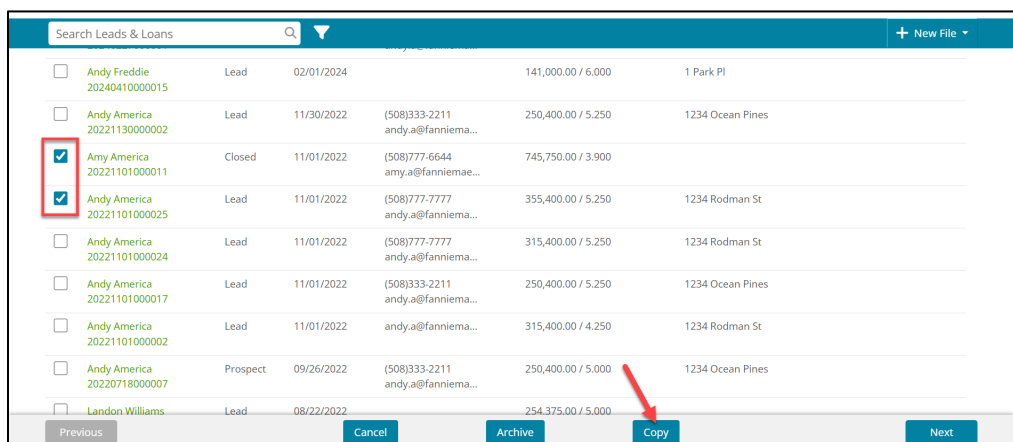 Search Leads & Loans + New File
Andy Freddie Lead 02/01/2024 141,000.00 / 6.000 1 Park Pl
20240410000015
Andy America Lead 11/30/2022 (508)333-2211 250,400.00 / 5.250 1234 Ocean Pines
20221130000002 andy.a@fanniema...
Amy America Closed 11/01/2022 (508)777-6644 745,750.00 / 3.900
20221101000011 amy.a@fanniemae...
Andy America Lead 11/01/2022 (508)777-7777 355,400.00 / 5.250 1234 Rodman St
20221101000025 andy.a@fanniema...
Andy America Lead 11/01/2022 (508)777-7777 315,400.00 / 5.250 1234 Rodman St
20221101000024 andy.a@fanniema...
Andy America Lead 11/01/2022 (508)333-2211 250,400.00 / 5.250 1234 Ocean Pines
20221101000017 andy.a@fanniema...
Andy America Lead 11/01/2022 andy.a@fanniema... 315,400.00 / 4.250 1234 Rodman St
20221101000002
Andy America Prospect 09/26/2022 (508)333-2211 250,400.00 / 5.000 1234 Ocean Pines
20220718000007 andy.a@fanniema...
Landon Williams Lead 08/22/2022 254,375.00 / 5.000
Previous Cancel Archive Copy Next